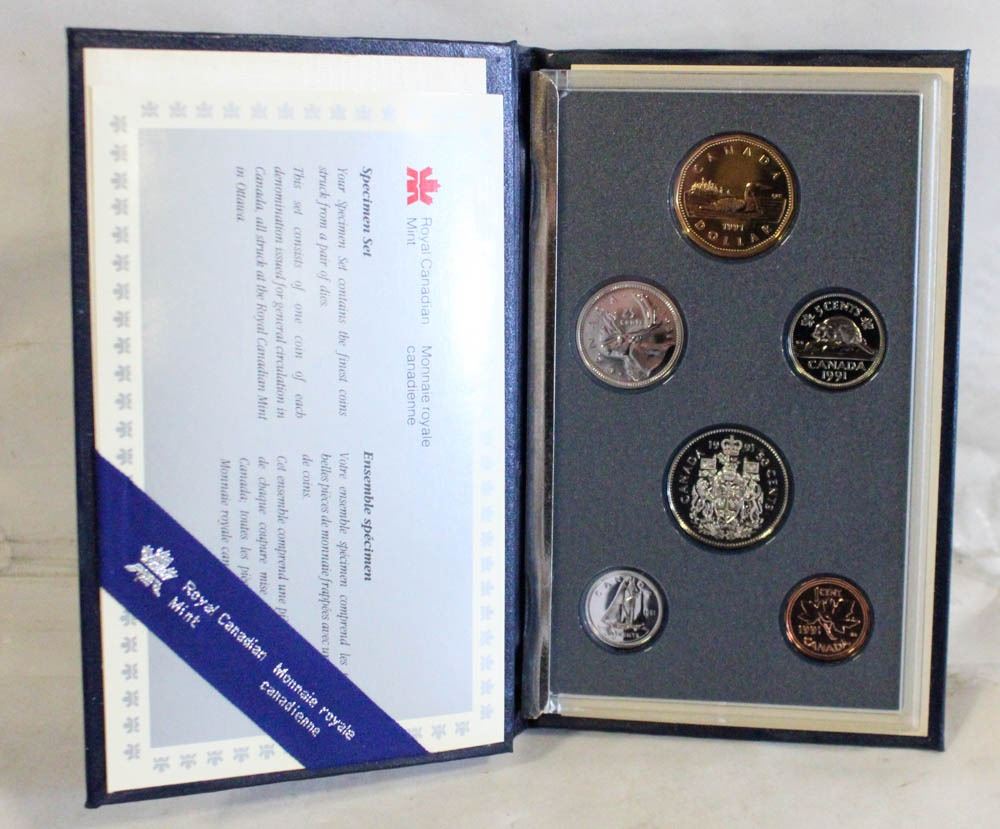 Royal Canadian
Mint
Monnaie royale
canadienne
Specimen Set
Your Specimen Set contains the finest coins
struck from a pair of dies.
This set consists of one coin of each
denomination issued for general circulation in
Canada, all struck at the Royal Canadian Mint
in Ottawa.
Ensemble spécimen
Votre ensemble spécimen comprend les
belles pièces de monnaie frappées avec
de coins.
Cet ensemble comprend une
de chaque coupure mise
Canada; toutes les
Monnaie royale
Royal Canadian
Mint
Monnaie royale
canadienne
CANADA
1991
DOLLAR
5 CENTS
CANADA
1991
1991
CANADA
50 CENTS
CANADA
1 CENT
1991
CANADA